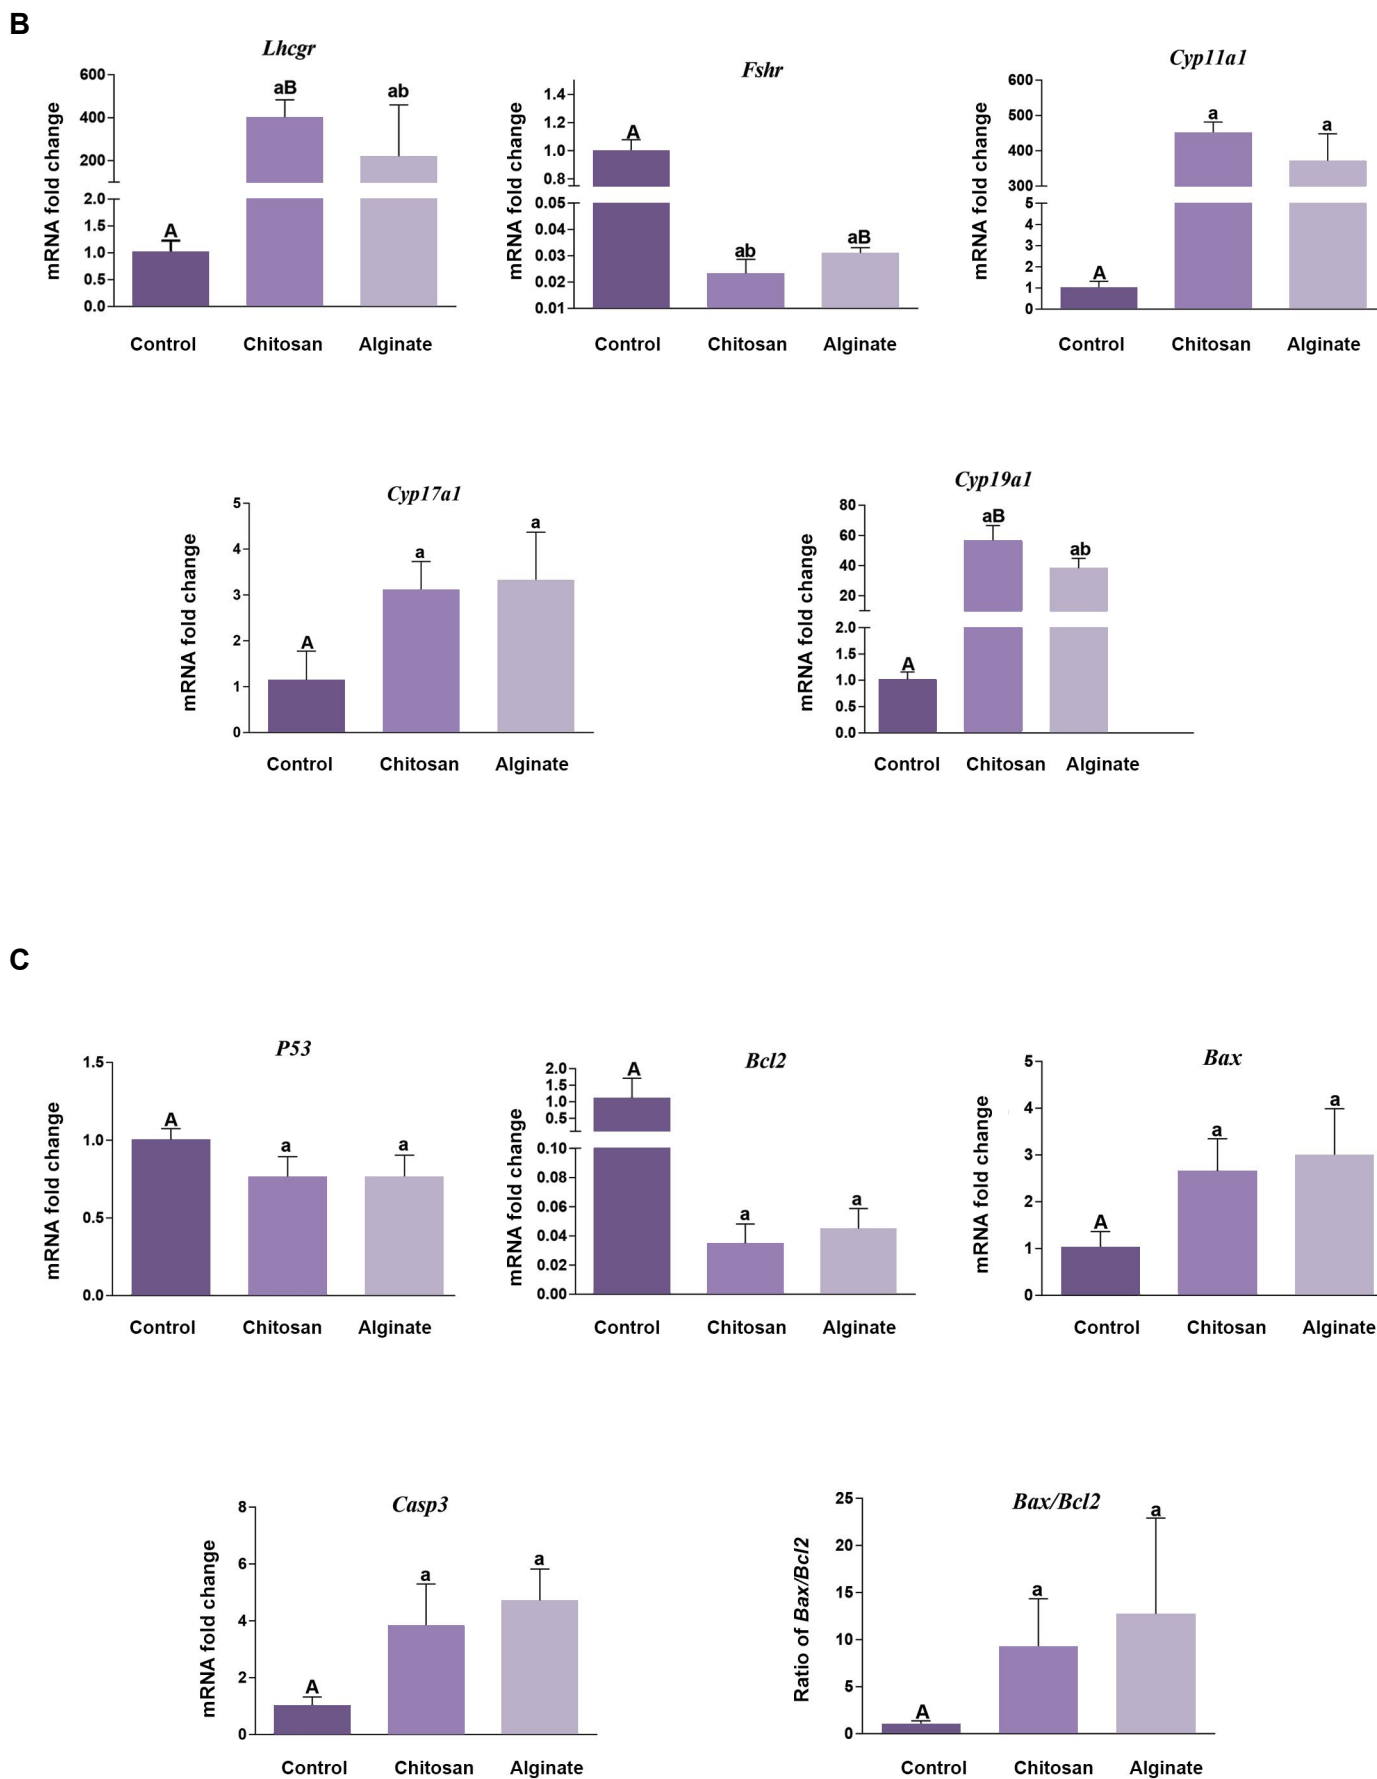 B
Lhcgr
mRNA fold change
600
400
200
2.0
1.5
1.0
0.5
0.0
A
aB
ab
Control Chitosan Alginate
Fshr
mRNA fold change
1.4
1.2
1.0
0.8
0.05
0.04
0.03
0.02
0.01
A
ab
aB
Control Chitosan Alginate
Cyp11a1
mRNA fold change
600
500
400
300
5
4
3
2
1
0
A
a
a
Control Chitosan Alginate
Cyp17a1
mRNA fold change
5
4
3
2
1
0
A
a
a
Control Chitosan Alginate
Cyp19a1
mRNA fold change
80
60
40
20
2.0
1.5
1.0
0.5
0.0
A
aB
ab
Control Chitosan Alginate
C
P53
mRNA fold change
1.5
1.0
0.5
0.0
A
a
a
Control Chitosan Alginate
Bcl2
mRNA fold change
2.0
1.5
1.0
0.5
0.10
0.08
0.06
0.04
0.02
0.00
A
a
a
Control Chitosan Alginate
Bax
mRNA fold change
5
4
3
2
1
0
A
a
a
Control Chitosan Alginate
Casp3
mRNA fold change
8
6
4
2
0
A
a
a
Control Chitosan Alginate
Bax/Bcl2
Ratio of Bax/Bcl2
25
20
15
10
5
0
A
a
a
Control Chitosan Alginate